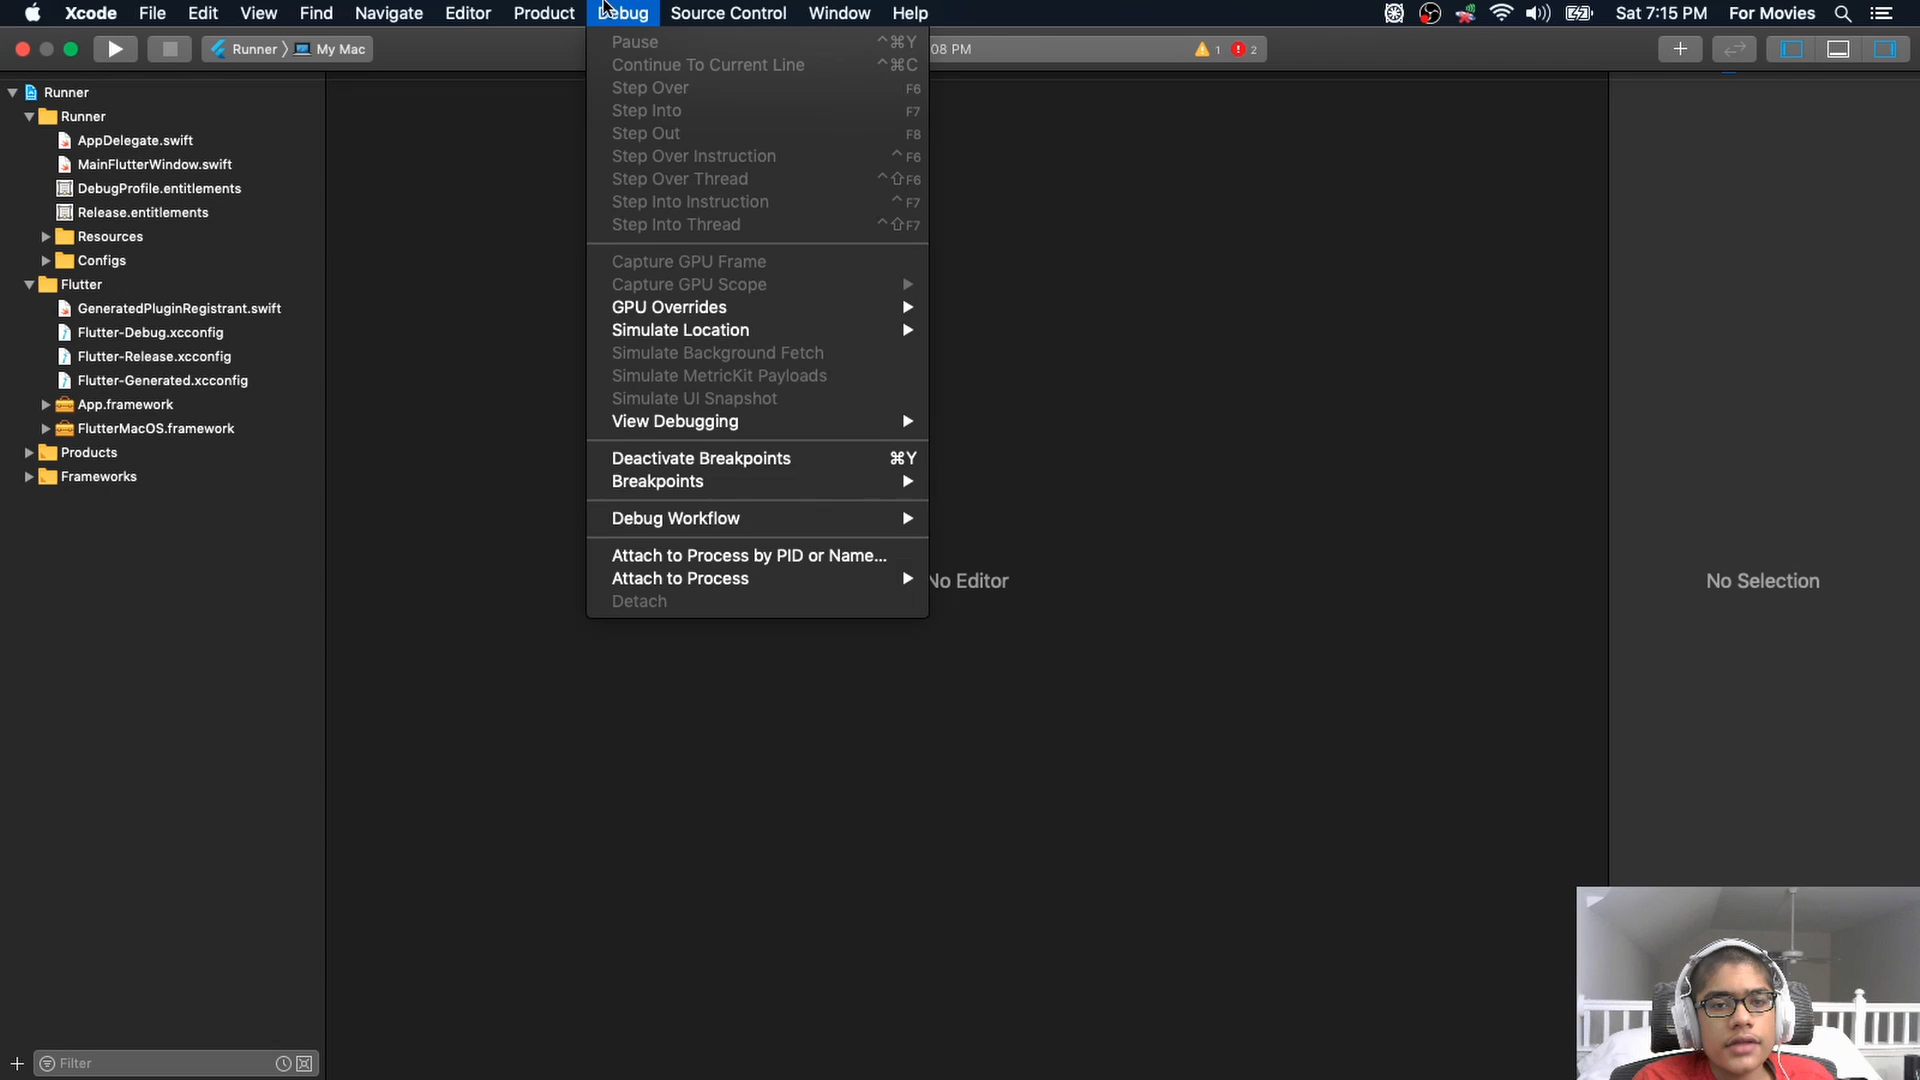 Xcode File Edit View Find Navigate Editor Product Debug Source Control Window Help Sat 7:15 PM For Movies
Runner 〉 My Mac
08 PM 1 2
Runner
Runner
AppDelegate.swift
MainFlutterWindow.swift
DebugProfile.entitlements
Release.entitlements
Resources
Configs
Flutter
GeneratedPluginRegistrant.swift
Flutter-Debug.xcconfig
Flutter-Release.xcconfig
Flutter-Generated.xcconfig
App.framework
FlutterMacOS.framework
Products
Frameworks
Filter
Pause ^⌘Y
Continue To Current Line ^⌘C
Step Over F6
Step Into F7
Step Out F8
Step Over Instruction ^F6
Step Over Thread ^⇧F6
Step Into Instruction ^F7
Step Into Thread ^⇧F7
Capture GPU Frame
Capture GPU Scope
GPU Overrides
Simulate Location
Simulate Background Fetch
Simulate MetricKit Payloads
Simulate UI Snapshot
View Debugging
Deactivate Breakpoints ⌘Y
Breakpoints
Debug Workflow
Attach to Process by PID or Name...
Attach to Process
Detach
No Editor
No Selection